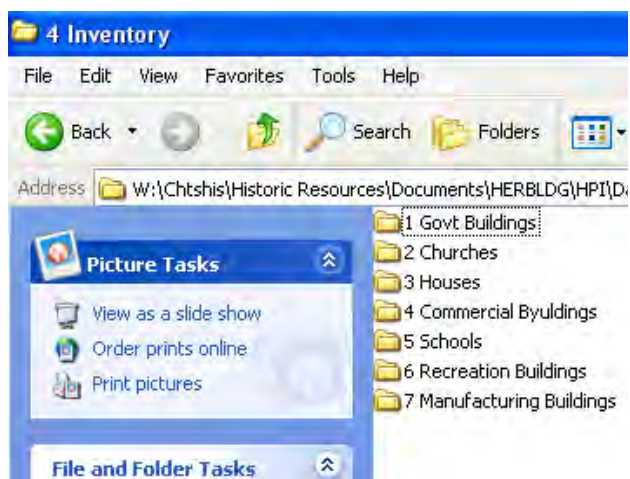 4 Inventory
File Edit View Favorites Tools Help
Back Search Folders
Address W:\Chtshis\Historic Resources\Documents\HERBLDG\HPI\Da
Picture Tasks
View as a slide show
Order prints online
Print pictures
File and Folder Tasks
1 Govt Buildings
2 Churches
3 Houses
4 Commercial Byuldings
5 Schools
6 Recreation Buildings
7 Manufacturing Buildings